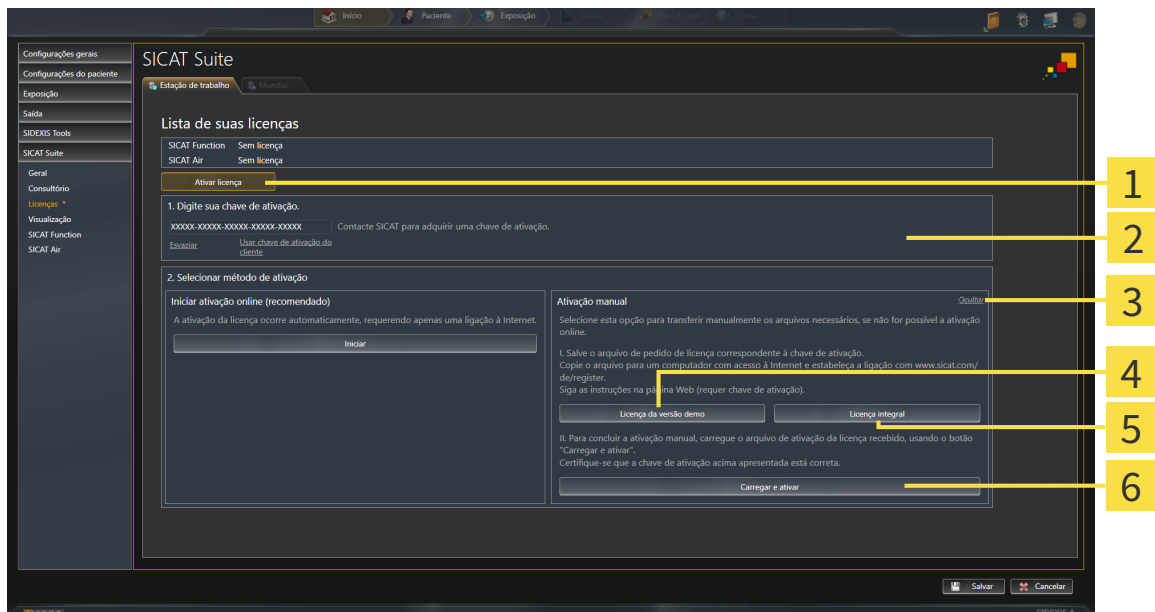 Início
Paciente
Exposição
Configurações gerais
Configurações do paciente
Exposição
Saída
SIDEXIS Tools
SICAT Suite
Geral
Consultório
Licenças *
Visualização
SICAT Function
SICAT Air
SICAT Suite
Estação de trabalho
Mundial
Lista de suas licenças
SICAT Function Sem licença
SICAT Air Sem licença
Ativar licença
1. Digite sua chave de ativação.
XXXXX-XXXXX-XXXXX-XXXXX-XXXXX
Contacte SICAT para adquirir uma chave de ativação.
Esvaziar
Usar chave de ativação do
cliente
2. Selecionar método de ativação
Iniciar ativação online (recomendado)
A ativação da licença ocorre automaticamente, requerendo apenas uma ligação à Internet.
Iniciar
Ativação manual
Ocultar
Selecione esta opção para transferir manualmente os arquivos necessários, se não for possível a ativação
online.
I. Salve o arquivo de pedido de licença correspondente à chave de ativação.
Copie o arquivo para um computador com acesso à Internet e estabeleça a ligação com www.sicat.com/
de/register.
Siga as instruções na página Web (requer chave de ativação).
Licença da versão demo
Licença integral
II. Para concluir a ativação manual, carregue o arquivo de ativação da licença recebido, usando o botão
"Carregar e ativar".
Certifique-se que a chave de ativação acima apresentada está correta.
Carregar e ativar
Salvar
Cancelar
1
2
3
4
5
6